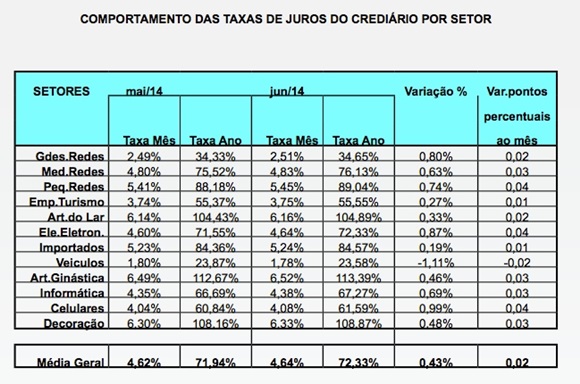 COMPORTAMENTO DAS TAXAS DE JUROS DO CREDIÁRIO POR SETOR
SETORES mai/14 jun/14 Variação % Var.pontos
percentuais
Taxa Mês Taxa Ano Taxa Mês Taxa Ano ao mês
Gdes.Redes 2,49% 34,33% 2,51% 34,65% 0,80% 0,02
Med.Redes 4,80% 75,52% 4,83% 76,13% 0,63% 0,03
Peq.Redes 5,41% 88,18% 5,45% 89,04% 0,74% 0,04
Emp.Turismo 3,74% 55,37% 3,75% 55,55% 0,27% 0,01
Art.do Lar 6,14% 104,43% 6,16% 104,89% 0,33% 0,02
Ele.Eletron. 4,60% 71,55% 4,64% 72,33% 0,87% 0,04
Importados 5,23% 84,36% 5,24% 84,57% 0,19% 0,01
Veiculos 1,80% 23,87% 1,78% 23,58% -1,11% -0,02
Art.Ginástica 6,49% 112,67% 6,52% 113,39% 0,46% 0,03
Informática 4,35% 66,69% 4,38% 67,27% 0,69% 0,03
Celulares 4,04% 60,84% 4,08% 61,59% 0,99% 0,04
Decoração 6,30% 108,16% 6,33% 108,87% 0,48% 0,03
Média Geral 4,62% 71,94% 4,64% 72,33% 0,43% 0,02